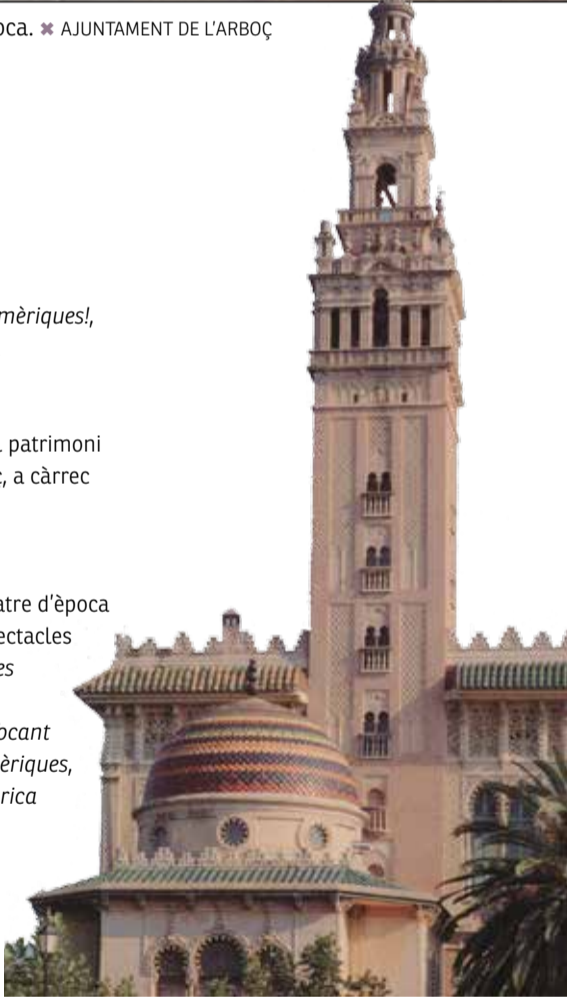 oca. ✖ AJUNTAMENT DE L'ARBOÇ
mèriques!,
l patrimoni
c, a càrrec
atre d'època
ectacles
es
ocant
èriques,
rica